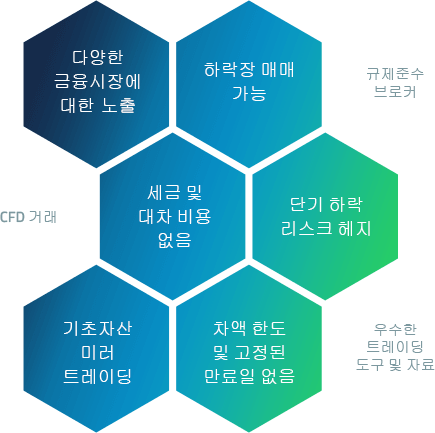 다양한
금융시장에
대한 노출
하락장 매매
가능
규제준수
브로커
CFD 거래
세금 및
대차 비용
없음
단기 하락
리스크 헤지
기초자산
미러
트레이딩
차액 한도
및 고정된
만료일 없음
우수한
트레이딩
도구 및 자료